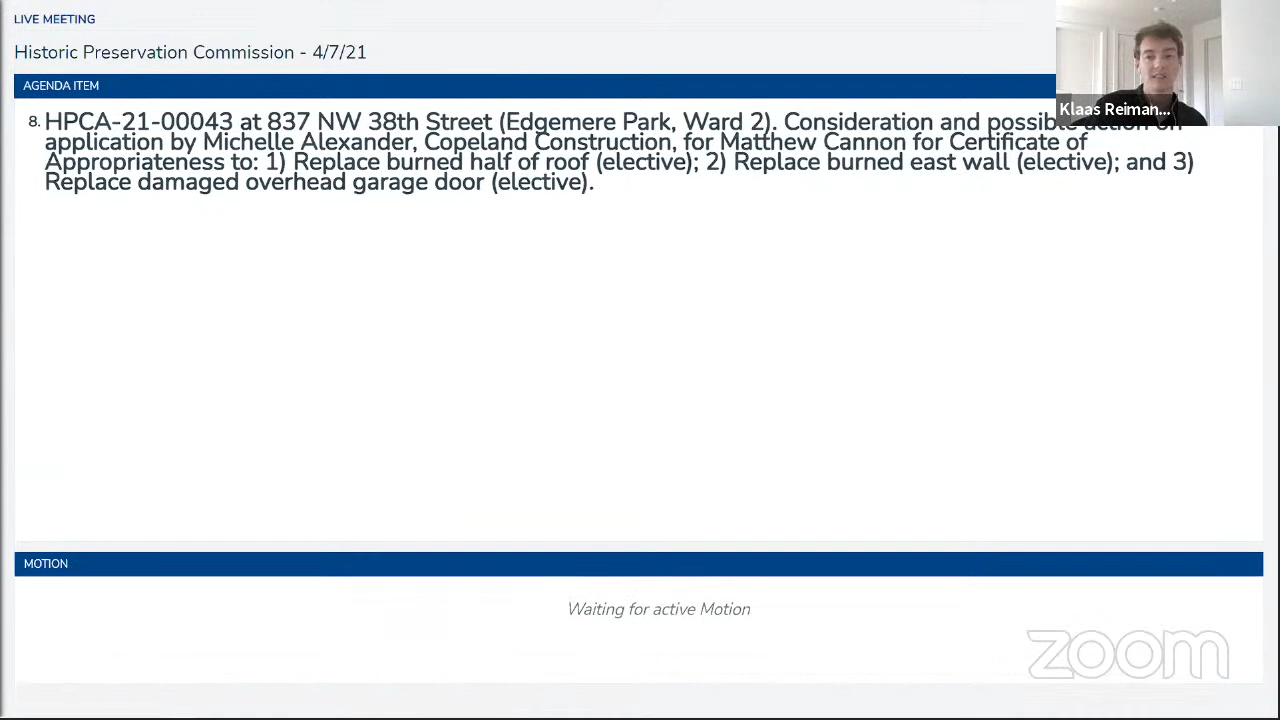 LIVE MEETING
Historic Preservation Commission - 4/7/21
AGENDA ITEM
Klaas Reiman...
8. HPCA-21-00043 at 837 NW 38th Street (Edgemere Park, Ward 2). Consideration and possible action on
application by Michelle Alexander, Copeland Construction, for Matthew Cannon for Certificate of
Appropriateness to: 1) Replace burned half of roof (elective); 2) Replace burned east wall (elective); and 3)
Replace damaged overhead garage door (elective).
MOTION
Waiting for active Motion
zoom